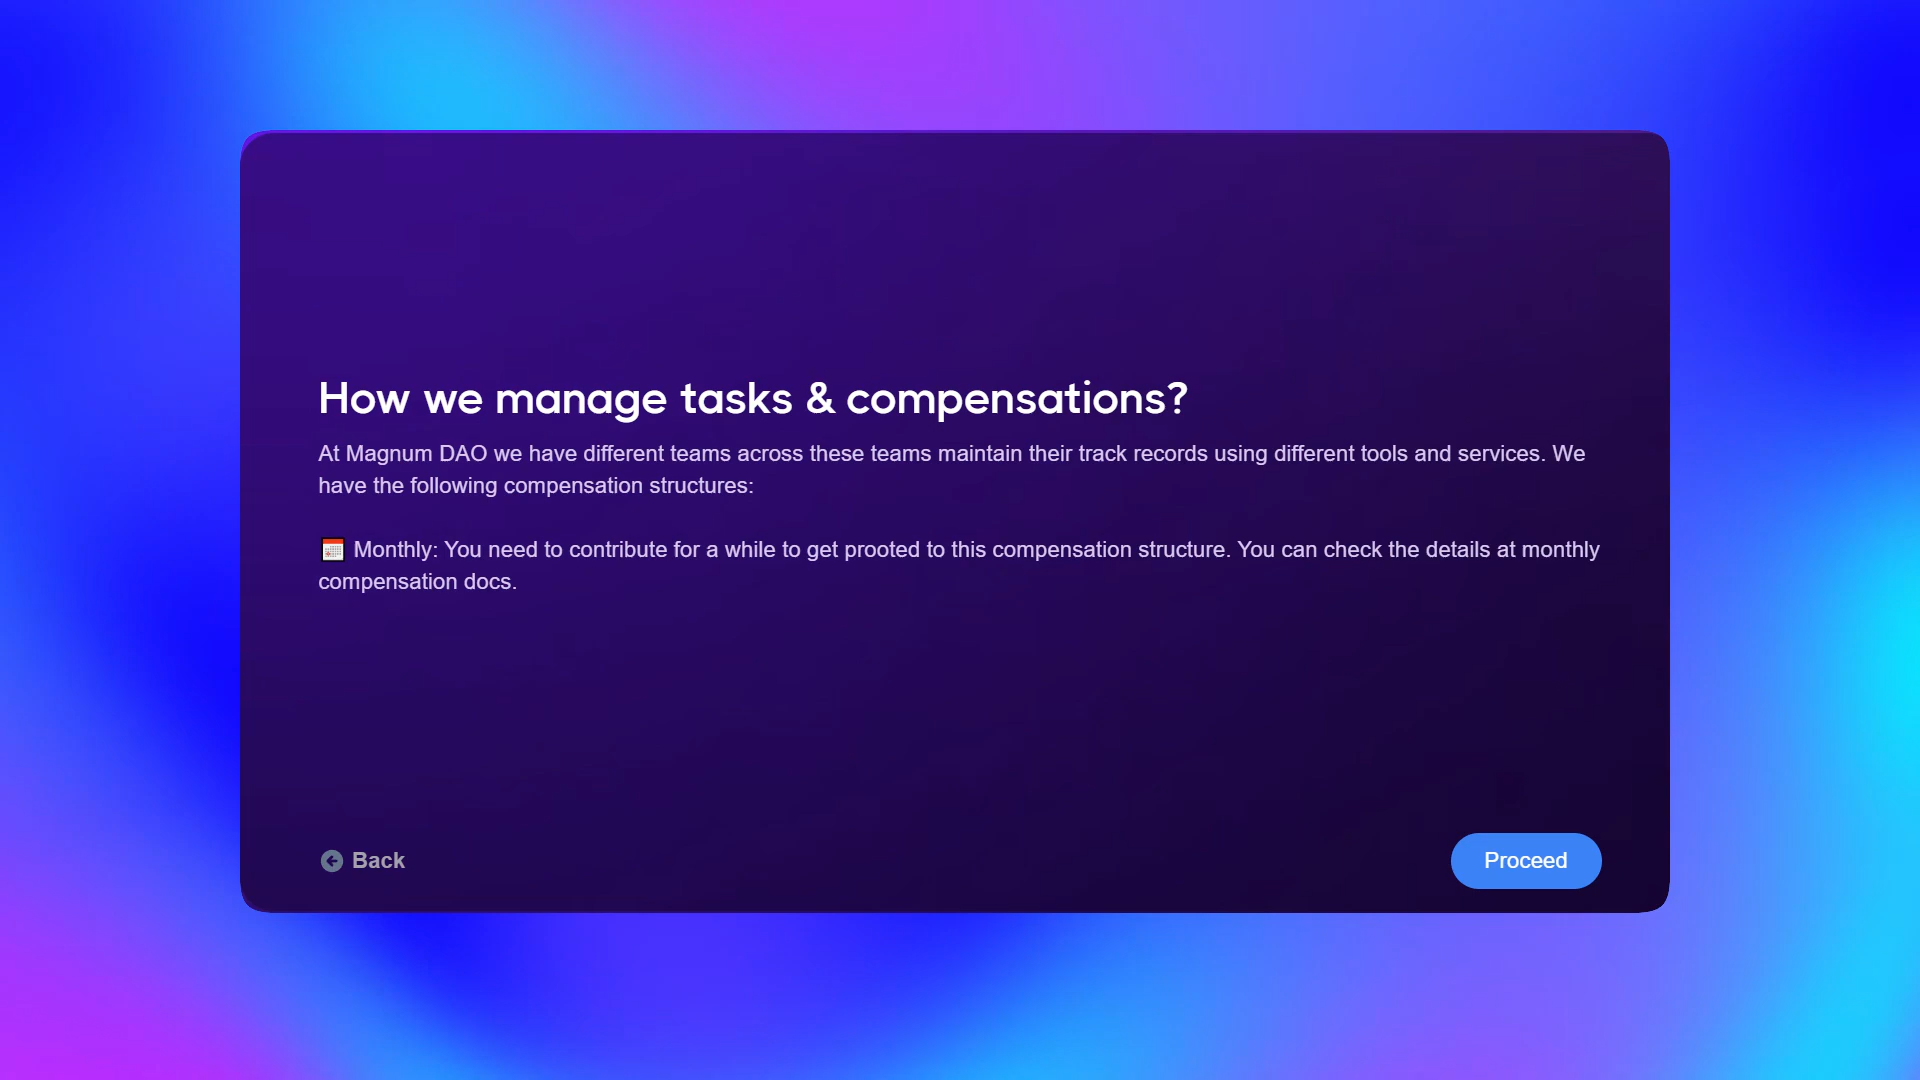 How we manage tasks & compensations?
At Magnum DAO we have different teams across these teams maintain their track records using different tools and services. We
have the following compensation structures:
Monthly: You need to contribute for a while to get prooted to this compensation structure. You can check the details at monthly
compensation docs.
Back
Proceed